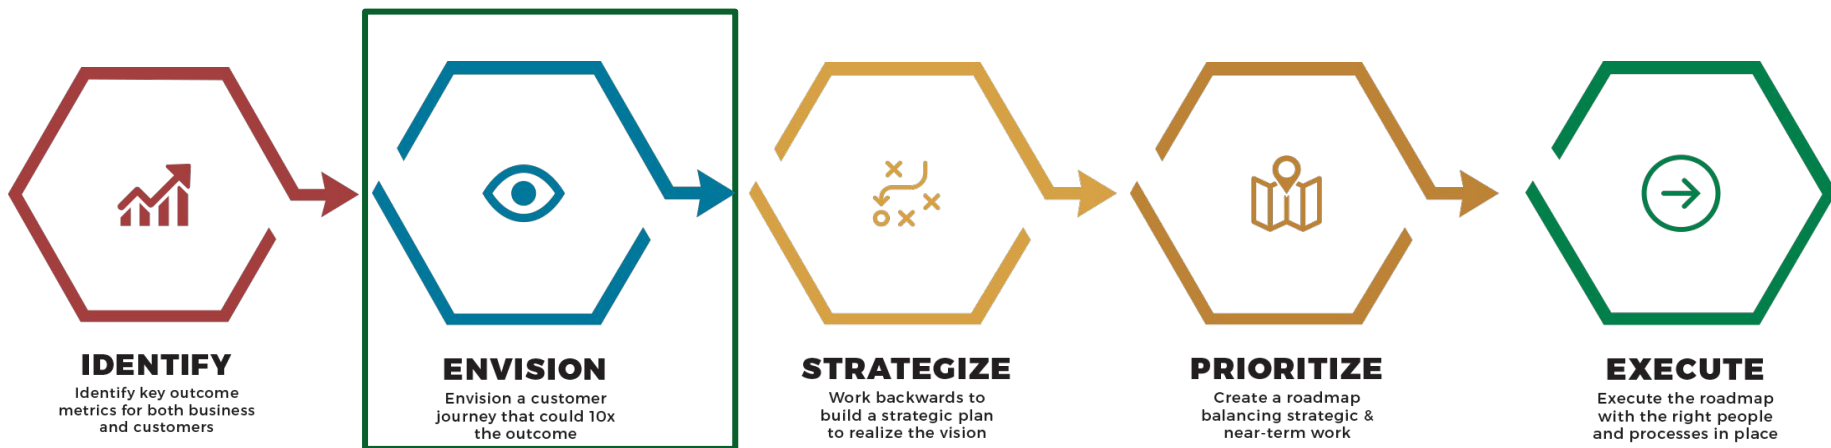 IDENTIFY
Identify key outcome
metrics for both business
and customers
ENVISION
Envision a customer
journey that could 10x
the outcome
STRATEGIZE
Work backwards to
build a strategic plan
to realize the vision
PRIORITIZE
Create a roadmap
balancing strategic &
near-term work
EXECUTE
Execute the roadmap
with the right people
and processes in place